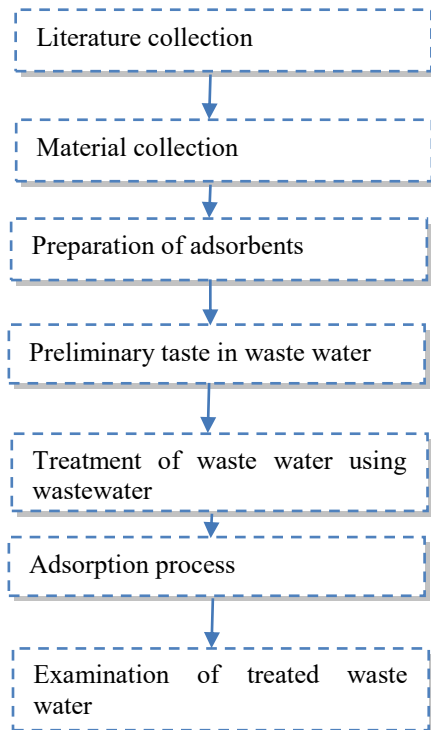 Literature collection
Material collection
Preparation of adsorbents
Preliminary taste in waste water
Treatment of waste water using
wastewater
Adsorption process
Examination of treated waste
water